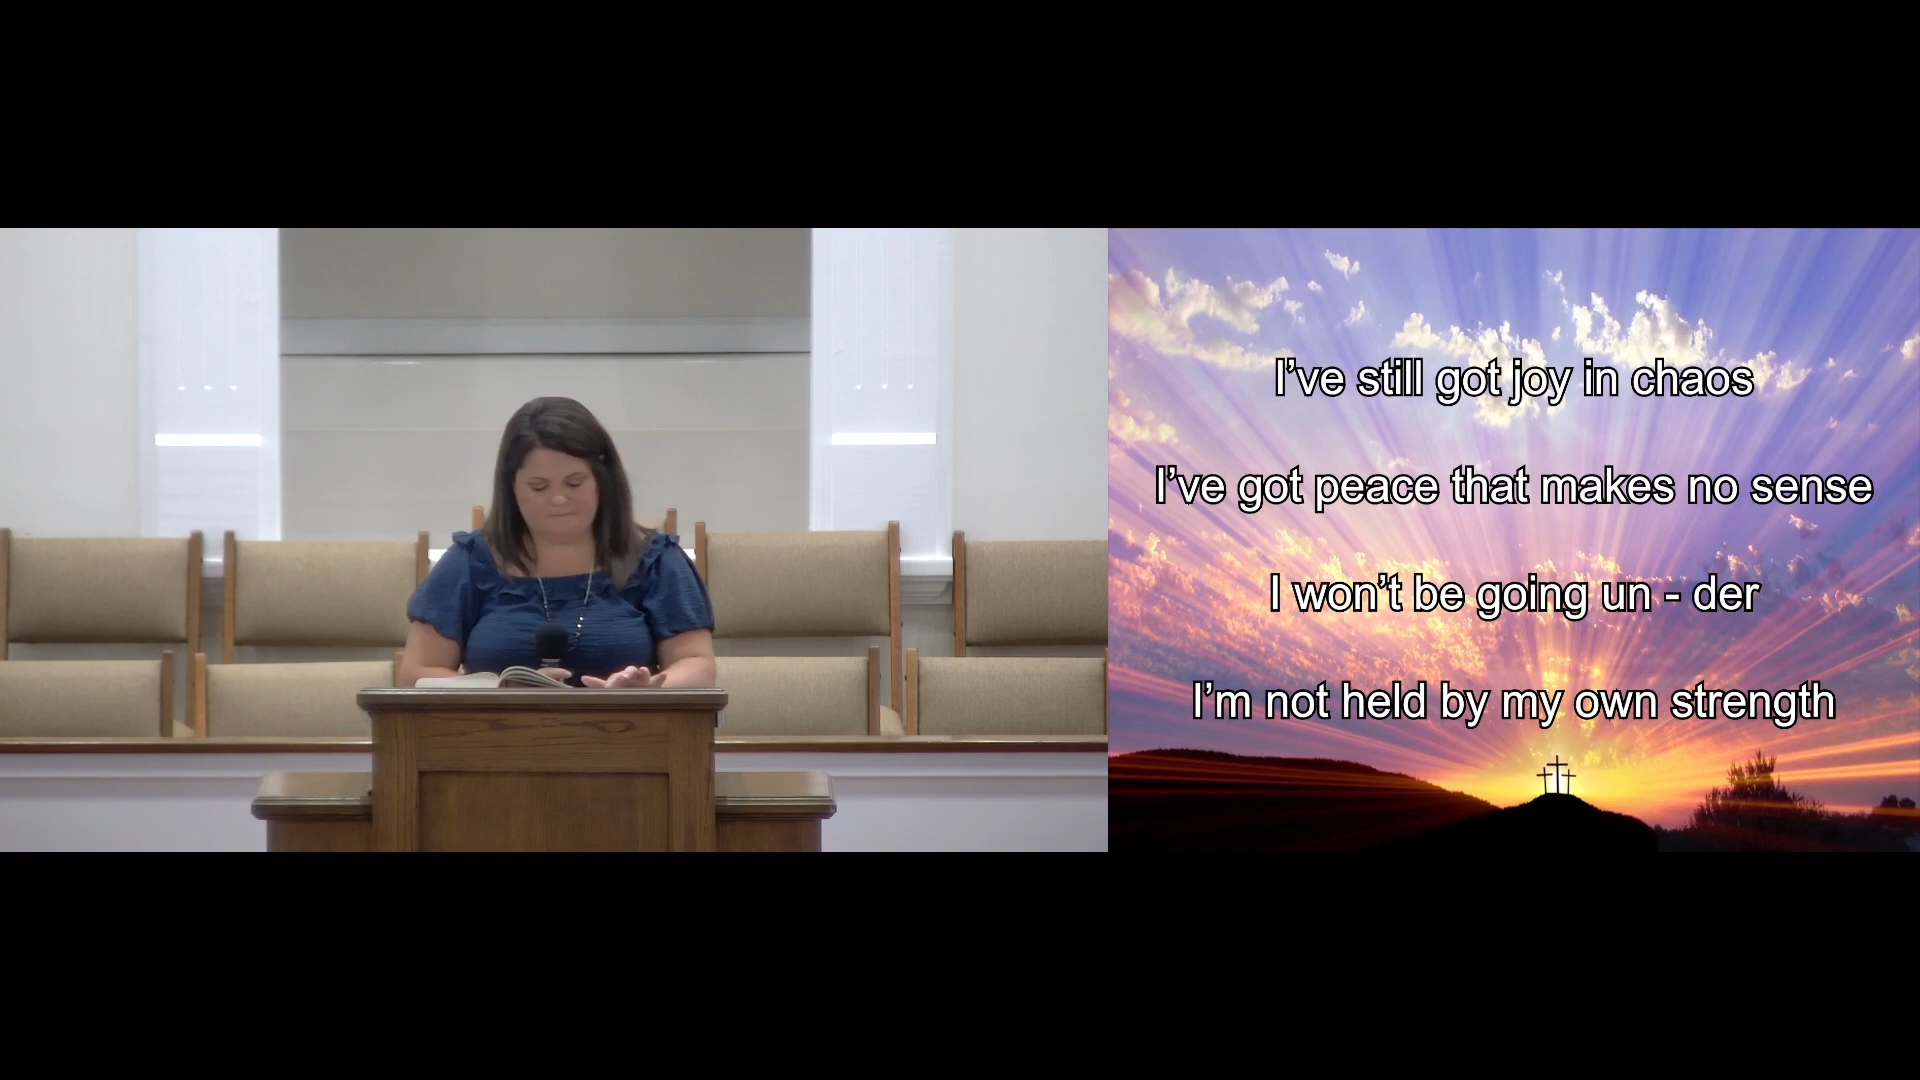 I’ve still got joy in chaos
I’ve got peace that makes no sense
I won’t be going un - der
I’m not held by my own strength